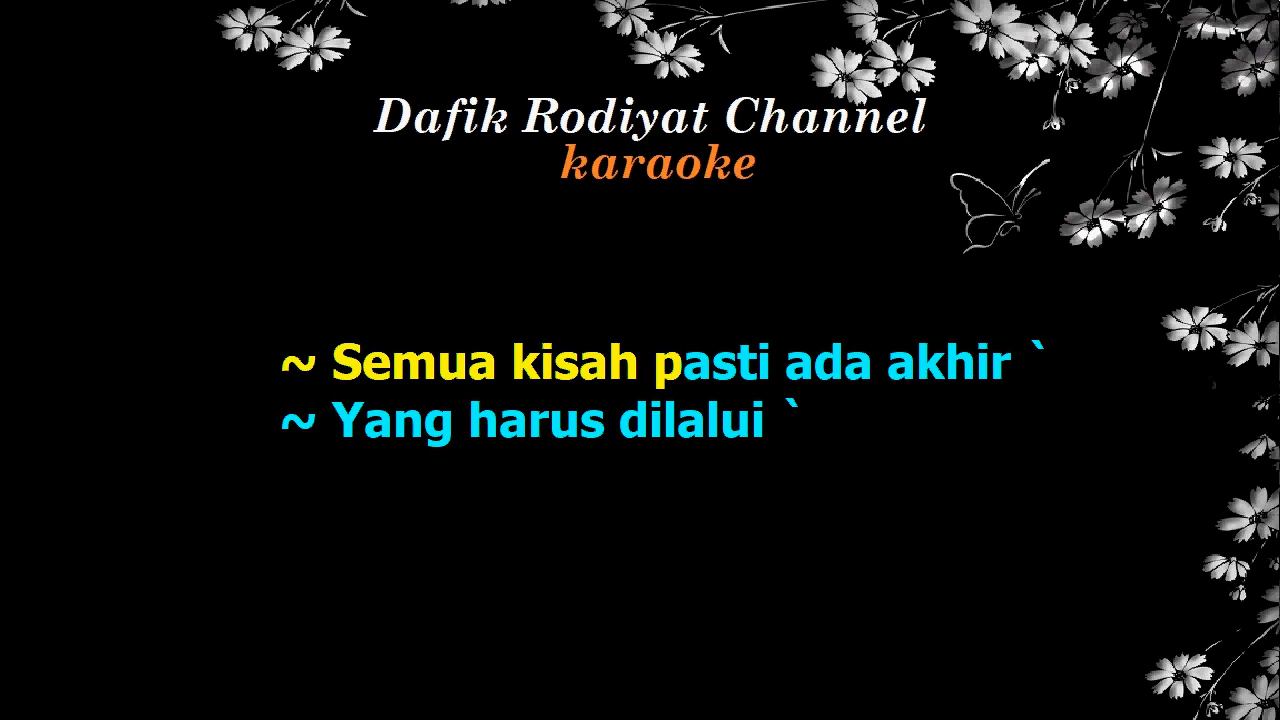 Dafik Rodiyat Channel
karaoke
~ Semua kisah pasti ada akhir `
~ Yang harus dilalui `